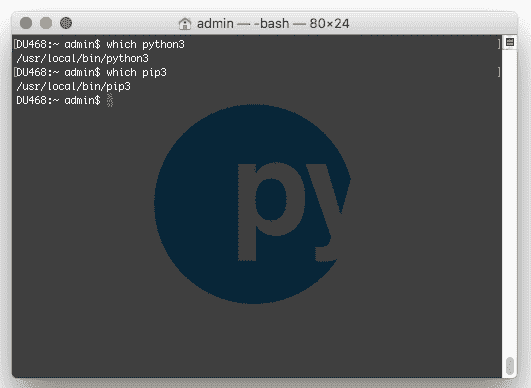 admin — -bash — 80×24
[DU468:~ admin$ which python3 ]
/usr/local/bin/python3
[DU468:~ admin$ which pip3 ]
/usr/local/bin/pip3
DU468:~ admin$
py